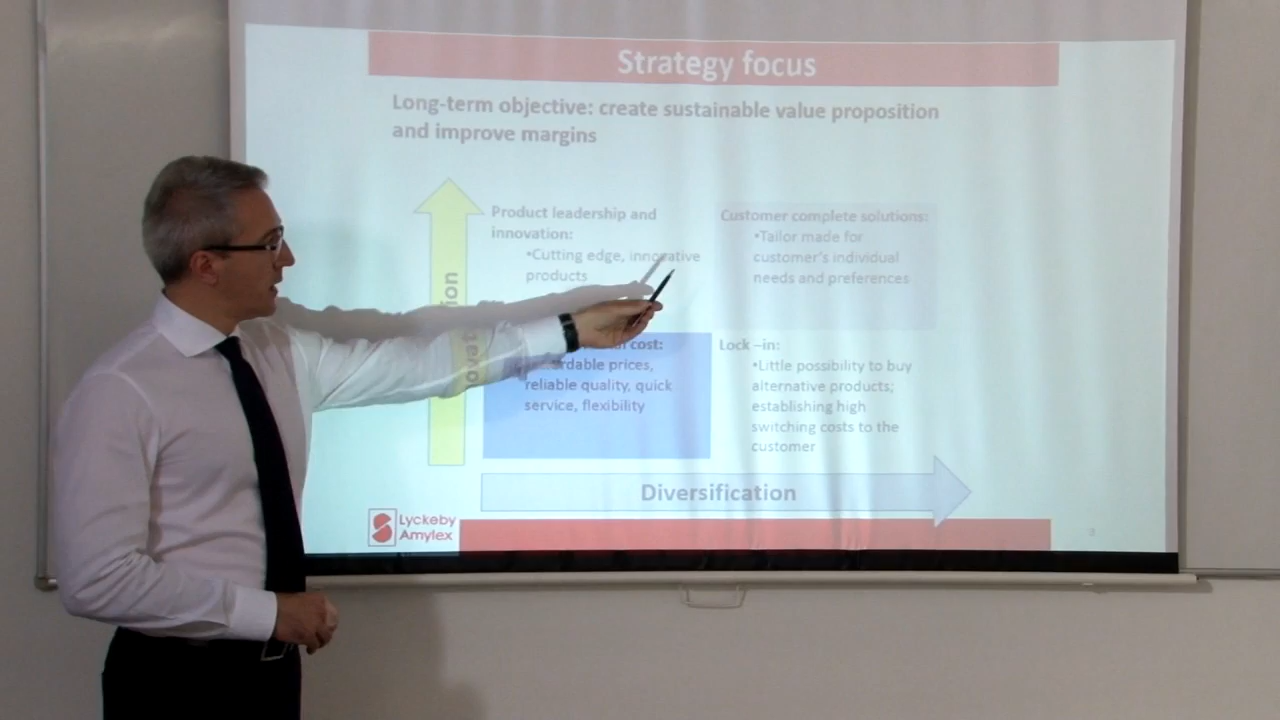 Strategy focus
Long-term objective: create sustainable value proposition
and improve margins
Product leadership and
innovation:
•Cutting edge, innovative
products
Customer complete solutions:
•Tailor made for
customer's individual
needs and preferences
cost:
prices,
reliable quality, quick
service, flexibility
Lock –in:
•Little possibility to buy
alternative products;
establishing high
switching costs to the
customer
Diversification
Lyckeby
Amylex